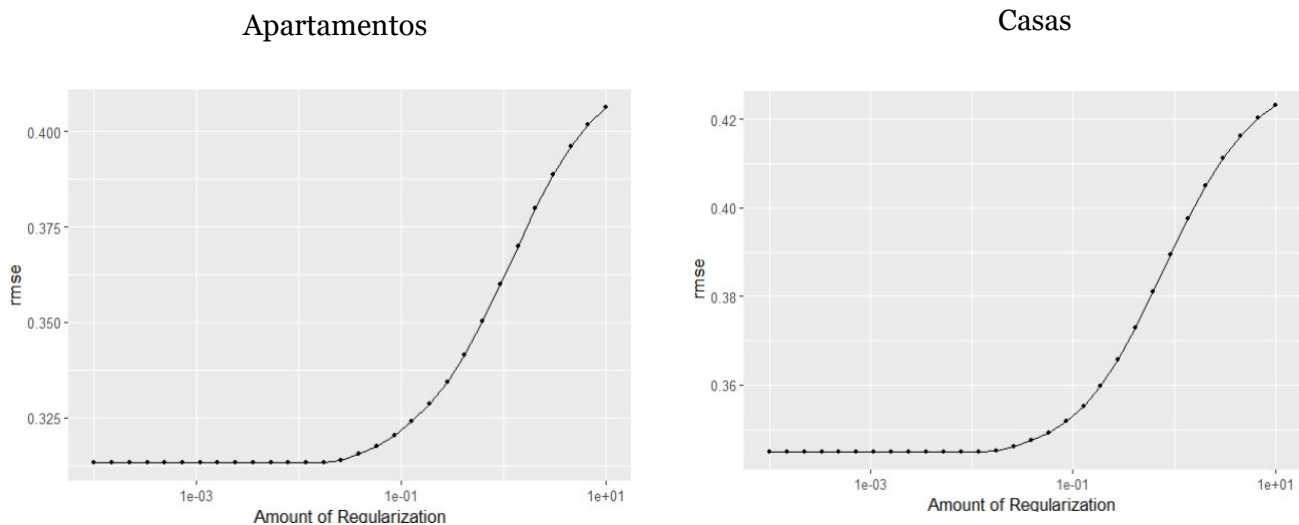 Apartamentos
0.400
0.375
0.350
0.325
rmse
1e-03
1e-01
1e+01
Amount of Regularization
Casas
0.42
0.40
0.38
0.36
rmse
1e-03
1e-01
1e+01
Amount of Regularization